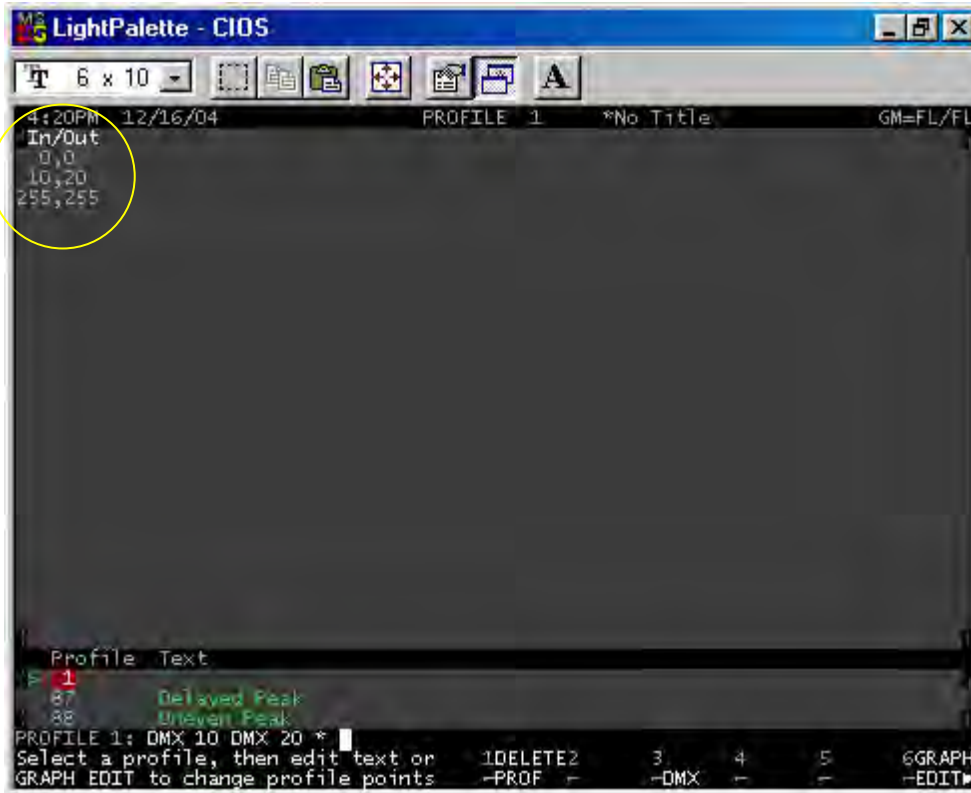 LightPalette - CIOS
6 x 10
4:20PM 12/16/04 PROFILE 1 *No Title GM=FL/FL
In/Out
0,0
10,20
255,255
Profile Text
> 1
87 Delayed Peak
88 Uneven Peak
PROFILE 1: DMX 10 DMX 20 *
Select a profile, then edit text or 1DELETE2 3 4 5 6GRAPH
GRAPH EDIT to change profile points -PROF - -DMX - - -EDIT▶